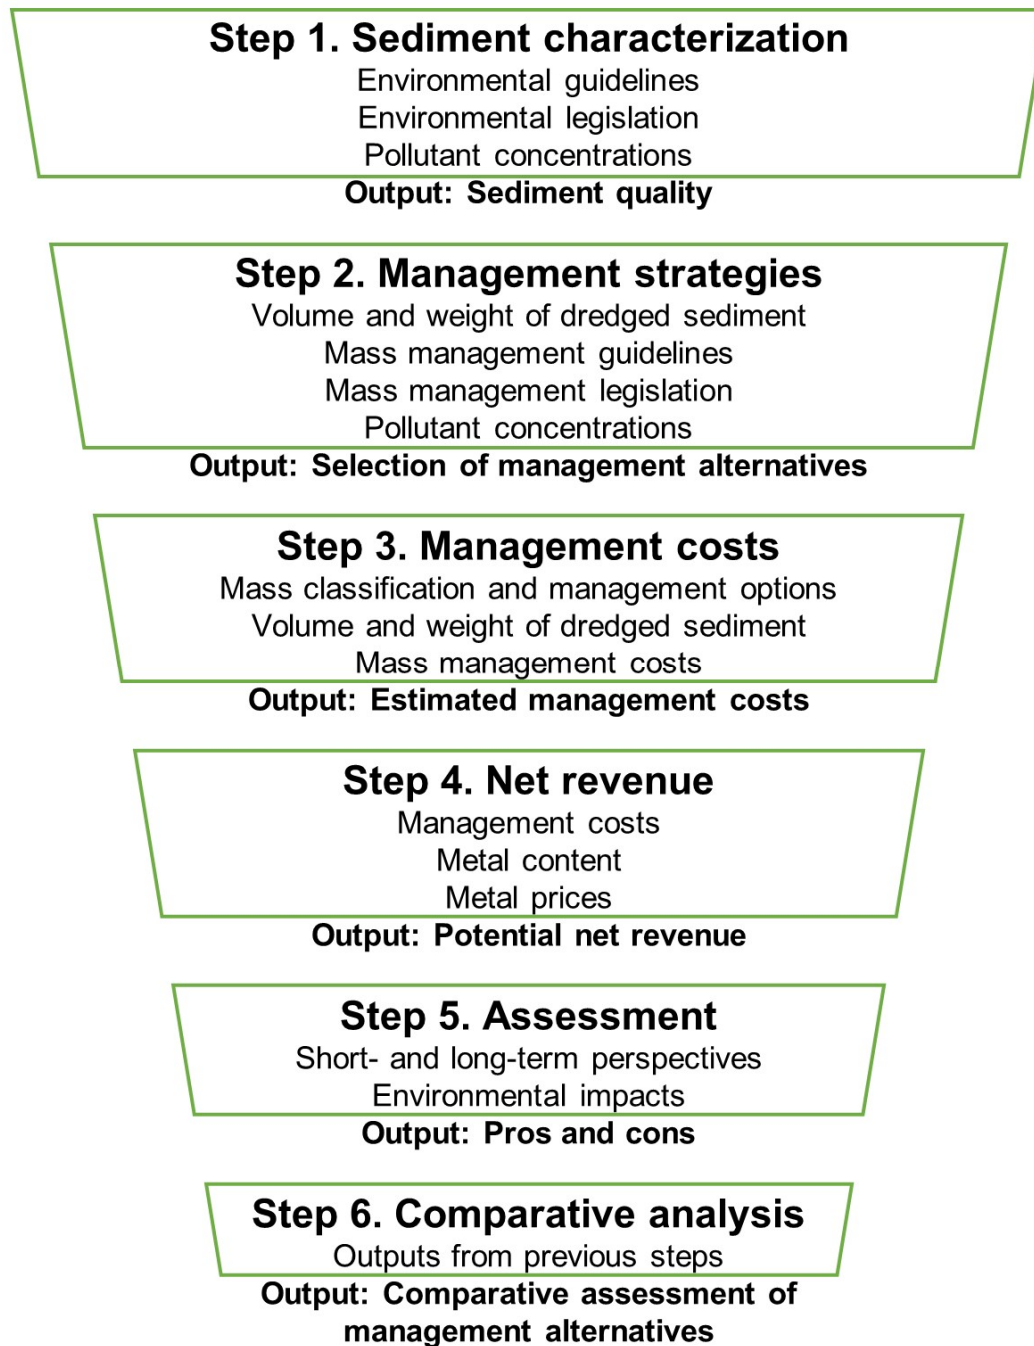 Step 1. Sediment characterization
Environmental guidelines
Environmental legislation
Pollutant concentrations
Output: Sediment quality
Step 2. Management strategies
Volume and weight of dredged sediment
Mass management guidelines
Mass management legislation
Pollutant concentrations
Output: Selection of management alternatives
Step 3. Management costs
Mass classification and management options
Volume and weight of dredged sediment
Mass management costs
Output: Estimated management costs
Step 4. Net revenue
Management costs
Metal content
Metal prices
Output: Potential net revenue
Step 5. Assessment
Short- and long-term perspectives
Environmental impacts
Output: Pros and cons
Step 6. Comparative analysis
Outputs from previous steps
Output: Comparative assessment of
management alternatives